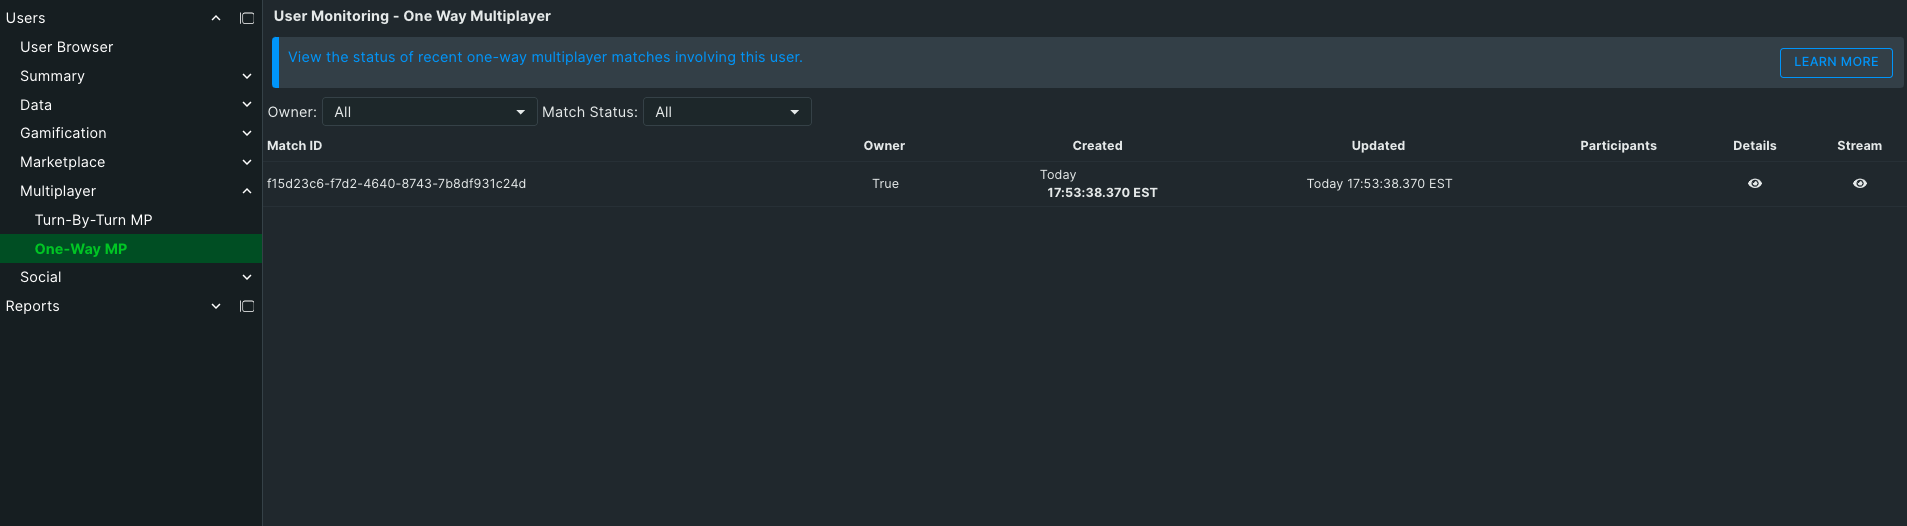 Users
User Browser
Summary
Data
Gamification
Marketplace
Multiplayer
Turn-By-Turn MP
One-Way MP
Social
Reports
User Monitoring - One Way Multiplayer
View the status of recent one-way multiplayer matches involving this user.
LEARN MORE
Owner: All Match Status: All
Match ID Owner Created Updated Participants Details Stream
f15d23c6-f7d2-4640-8743-7b8df931c24d True Today Today 17:53:38.370 EST
17:53:38.370 EST